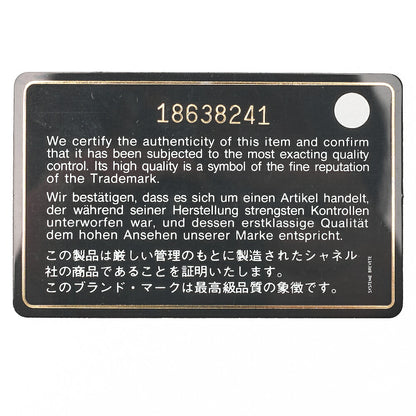 18638241
We certify the authenticity of this item and confirm
that it has been subjected to the most exacting quality
control. Its high quality is a symbol of the fine reputation
of the Trademark.
Wir bestätigen, dass es sich um einen Artikel handelt,
der während seiner Herstellung strengsten Kontrollen
unterworfen war, und dessen erstklassige Qualität
dem hohen Ansehen unserer Marke entspricht.
この製品は厳しい管理のもとに製造されたシャネル
社の商品であることを証明いたします。
このブランド・マークは最高級品質の象徴です。
SYSTEME BREVETE